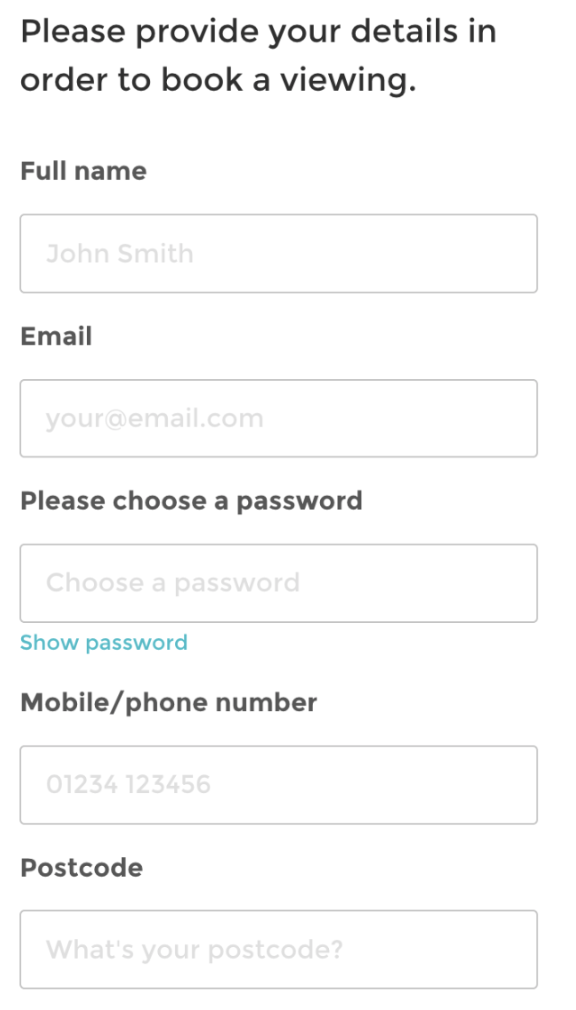 Please provide your details in
order to book a viewing.
Full name
John Smith
Email
your@email.com
Please choose a password
Choose a password
Show password
Mobile/phone number
01234 123456
Postcode
What's your postcode?